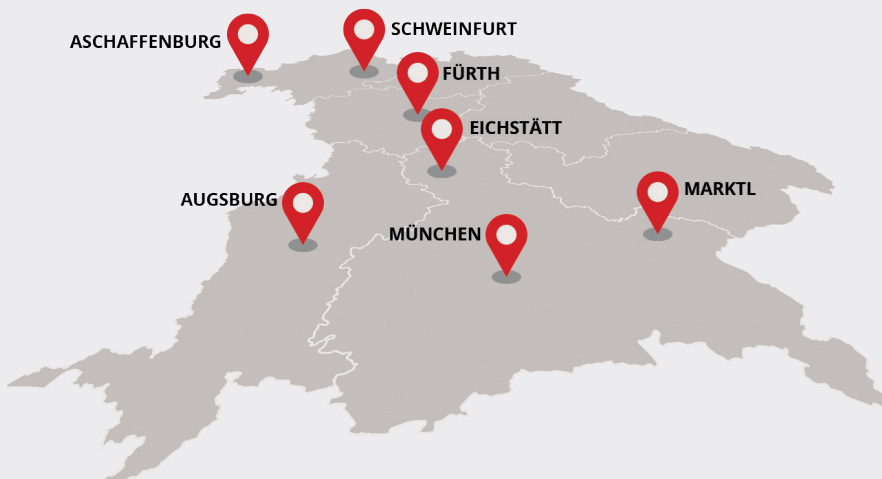 SCHWEINFURT
ASCHAFFENBURG
FÜRTH
EICHSTÄTT
MARKTL
AUGSBURG
MÜNCHEN